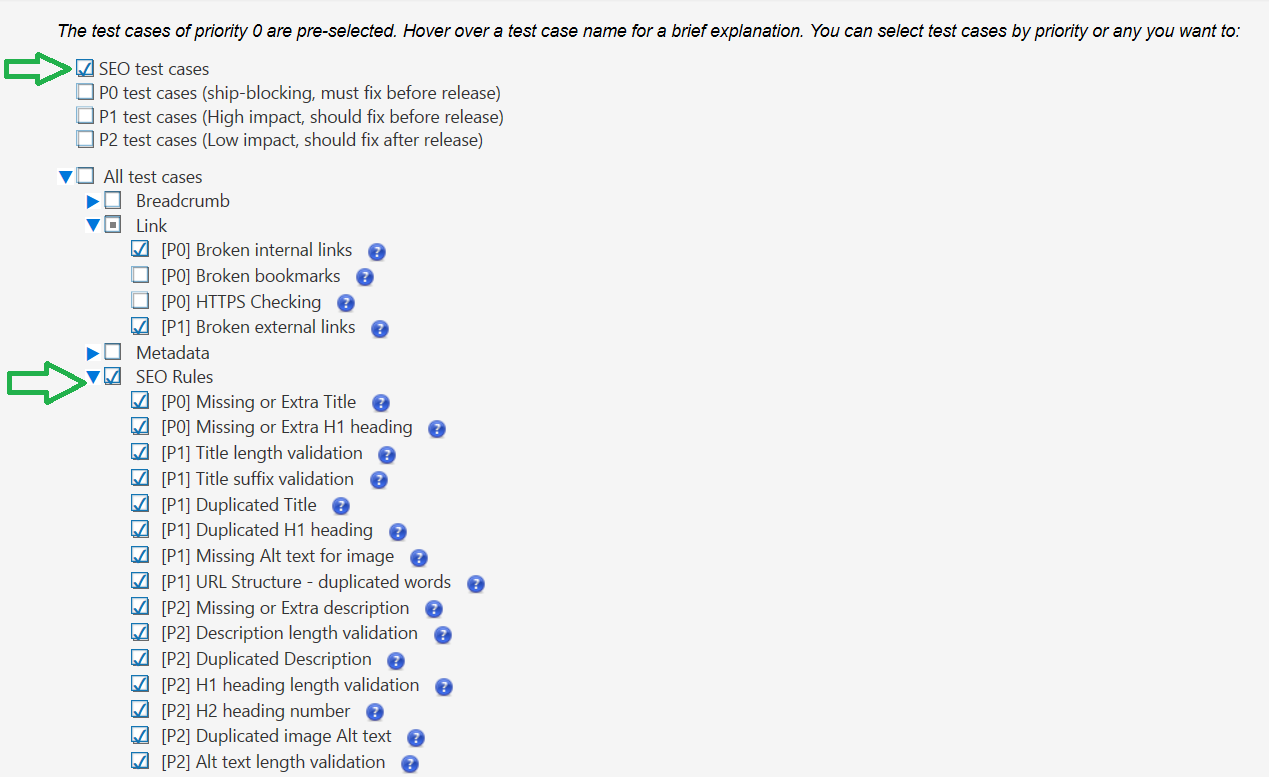 The test cases of priority 0 are pre-selected. Hover over a test case name for a brief explanation. You can select test cases by priority or any you want to:
SEO test cases
P0 test cases (ship-blocking, must fix before release)
P1 test cases (High impact, should fix before release)
P2 test cases (Low impact, should fix after release)
All test cases
Breadcrumb
Link
[P0] Broken internal links ?
[P0] Broken bookmarks ?
[P0] HTTPS Checking ?
[P1] Broken external links ?
Metadata
SEO Rules
[P0] Missing or Extra Title ?
[P0] Missing or Extra H1 heading ?
[P1] Title length validation ?
[P1] Title suffix validation ?
[P1] Duplicated Title ?
[P1] Duplicated H1 heading ?
[P1] Missing Alt text for image ?
[P1] URL Structure - duplicated words ?
[P2] Missing or Extra description ?
[P2] Description length validation ?
[P2] Duplicated Description ?
[P2] H1 heading length validation ?
[P2] H2 heading number ?
[P2] Duplicated image Alt text ?
[P2] Alt text length validation ?